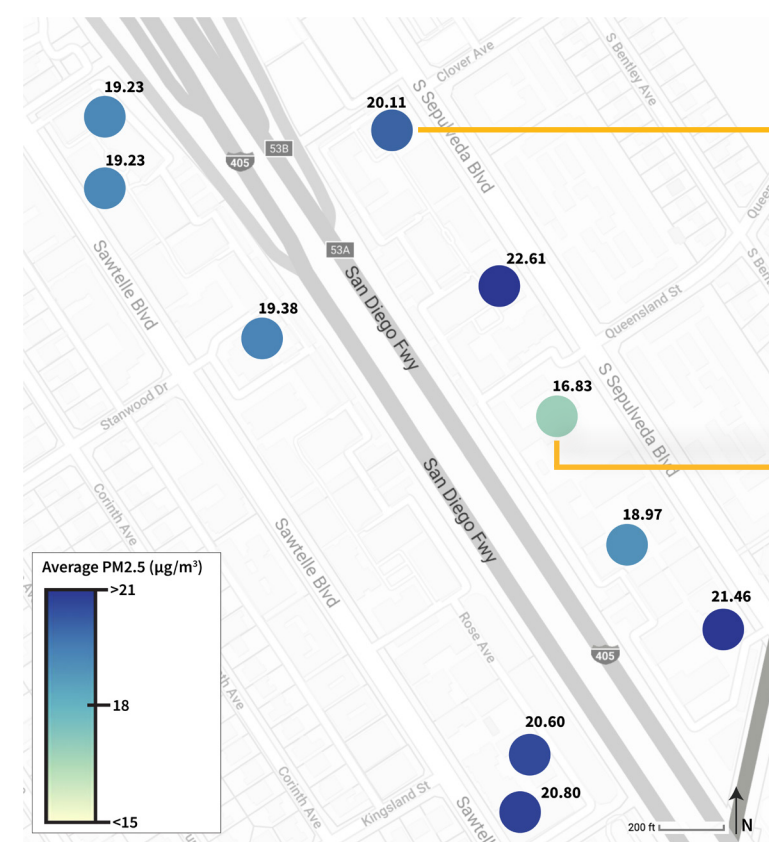 19.23
20.11
Clover Ave
S Bentley Ave
S Sepulveda Blvd
53B
405
19.23
53A
Sawtelle Blvd
San Diego Fwy
22.61
Queensland St
19.38
Stanwood Dr
16.83
S Sepulveda Blvd
San Diego Fwy
Corinth Ave
Sawtelle Blvd
18.97
21.46
Rose Ave
405
Average PM2.5 (µg/m³)
>21
18
<15
20.60
20.80
Corinth Ave
Kingsland St
Sawtel
200 ft
N